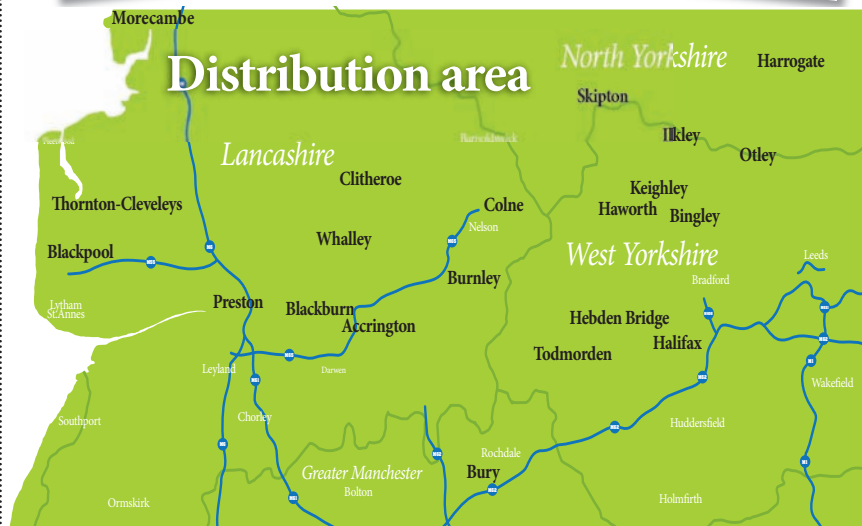 Morecambe
Distribution area
North Yorkshire
Harrogate
Skipton
Ilkley
Otley
Barnoldswick
Lancashire
Clitheroe
Keighley
Thornton-Cleveleys
Colne
Haworth
Bingley
Nelson
Whalley
Blackpool
West Yorkshire
Leeds
Bradford
Burnley
Lytham
St.Annes
Preston
Blackburn
Accrington
Hebden Bridge
Halifax
Todmorden
Leyland
Darwen
Wakefield
Chorley
Southport
Huddersfield
Rochdale
Greater Manchester
Bury
Bolton
Ormskirk
Holmfirth